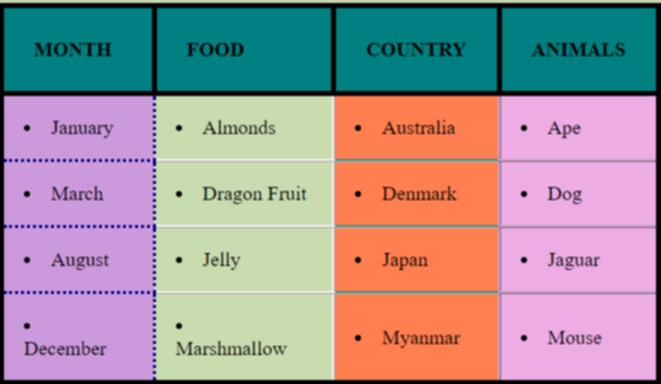 MONTH FOOD COUNTRY ANIMALS
• January • Almonds • Australia • Ape
• March • Dragon Fruit • Denmark • Dog
• August • Jelly • Japan • Jaguar
• December • Marshmallow • Myanmar • Mouse